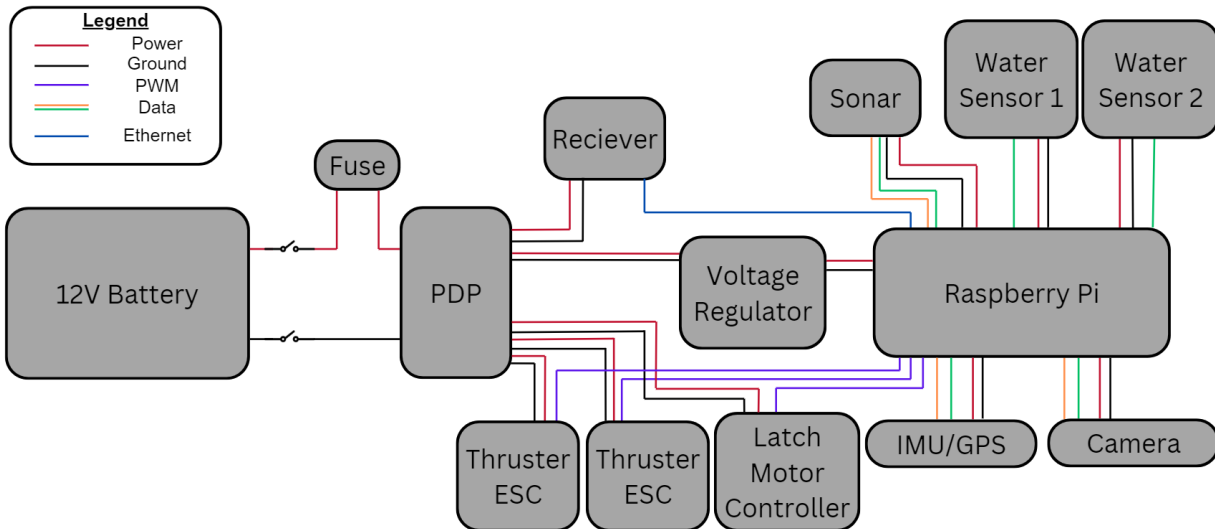 Legend
Power
Ground
PWM
Data
Ethernet
Fuse
Reciever
Sonar
Water
Sensor 1
Water
Sensor 2
12V Battery
PDP
Voltage
Regulator
Raspberry Pi
Thruster
ESC
Thruster
ESC
Latch
Motor
Controller
IMU/GPS
Camera